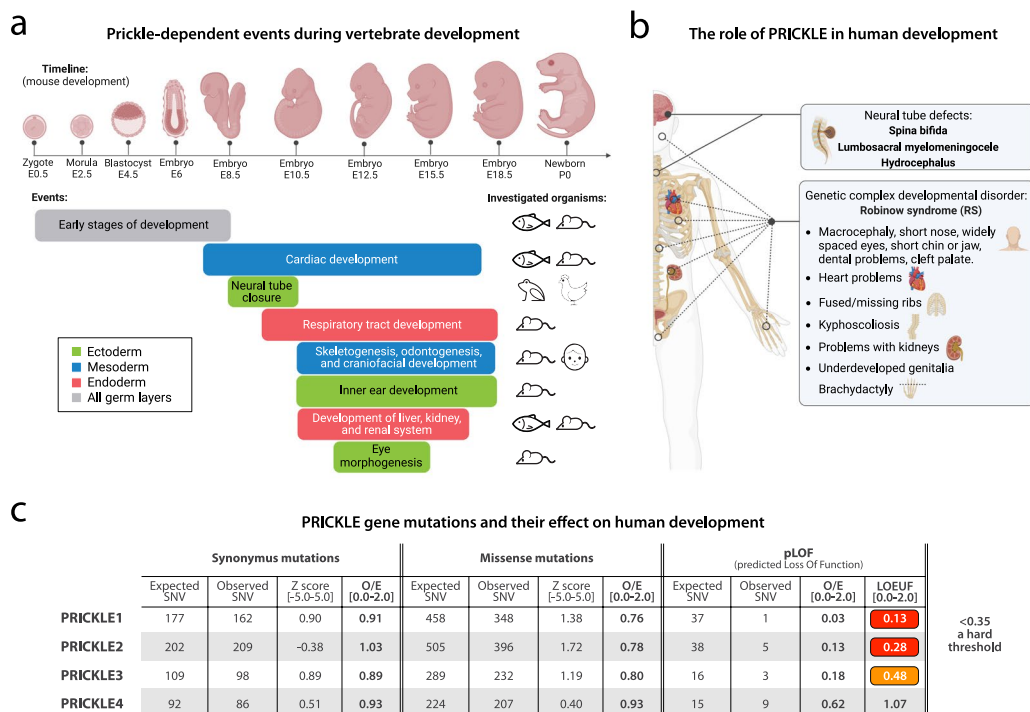 a
Prickle-dependent events during vertebrate development
Timeline:
(mouse development)
Zygote
E0.5
Morula
E2.5
Blastocyst
E4.5
Embryo
E6
Embryo
E8.5
Embryo
E10.5
Embryo
E12.5
Embryo
E15.5
Embryo
E18.5
Newborn
P0
Events:
Investigated organisms:
Early stages of development
Cardiac development
Neural tube
closure
Respiratory tract development
Skeletogenesis, odontogenesis,
and craniofacial development
Inner ear development
Development of liver, kidney,
and renal system
Eye
morphogenesis
Ectoderm
Mesoderm
Endoderm
All germ layers
b
The role of PRICKLE in human development
Neural tube defects:
Spina bifida
Lumbosacral myelomeningocele
Hydrocephalus
Genetic complex developmental disorder:
Robinow syndrome (RS)
• Macrocephaly, short nose, widely
spaced eyes, short chin or jaw,
dental problems, cleft palate.
• Heart problems
• Fused/missing ribs
• Kyphoscoliosis
• Problems with kidneys
• Underdeveloped genitalia
Brachydactyly
c
PRICKLE gene mutations and their effect on human development
Synonymus mutations Missense mutations pLOF
(predicted Loss Of Function)
Expected Observed Z score O/E Expected Observed Z score O/E Expected Observed O/E LOEUF
SNV SNV [-5.0-5.0] [0.0-2.0] SNV SNV [-5.0-5.0] [0.0-2.0] SNV SNV [0.0-2.0] [0.0-2.0]
PRICKLE1 177 162 0.90 0.91 458 348 1.38 0.76 37 1 0.03 0.13
PRICKLE2 202 209 -0.38 1.03 505 396 1.72 0.78 38 5 0.13 0.28
PRICKLE3 109 98 0.89 0.89 289 232 1.19 0.80 16 3 0.18 0.48
PRICKLE4 92 86 0.51 0.93 224 207 0.40 0.93 15 9 0.62 1.07
<0.35
a hard
threshold